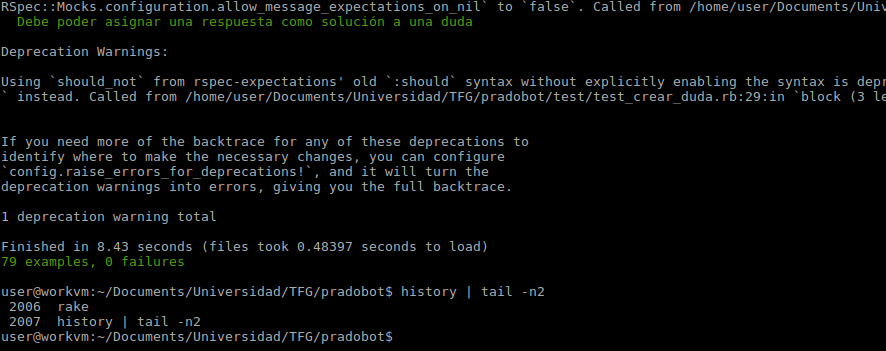 RSpec::Mocks.configuration.allow_message_expectations_on_nil` to `false`. Called from /home/user/Documents/Univ
Debe poder asignar una respuesta como solución a una duda
Deprecation Warnings:
Using `should_not` from rspec-expectations' old `:should` syntax without explicitly enabling the syntax is depr
` instead. Called from /home/user/Documents/Universidad/TFG/pradobot/test/test_crear_duda.rb:29:in `block (3 le
If you need more of the backtrace for any of these deprecations to
identify where to make the necessary changes, you can configure
`config.raise_errors_for_deprecations!`, and it will turn the
deprecation warnings into errors, giving you the full backtrace.
1 deprecation warning total
Finished in 8.43 seconds (files took 0.48397 seconds to load)
79 examples, 0 failures
user@workvm:~/Documents/Universidad/TFG/pradobot$ history | tail -n2
2006  rake
2007  history | tail -n2
user@workvm:~/Documents/Universidad/TFG/pradobot$